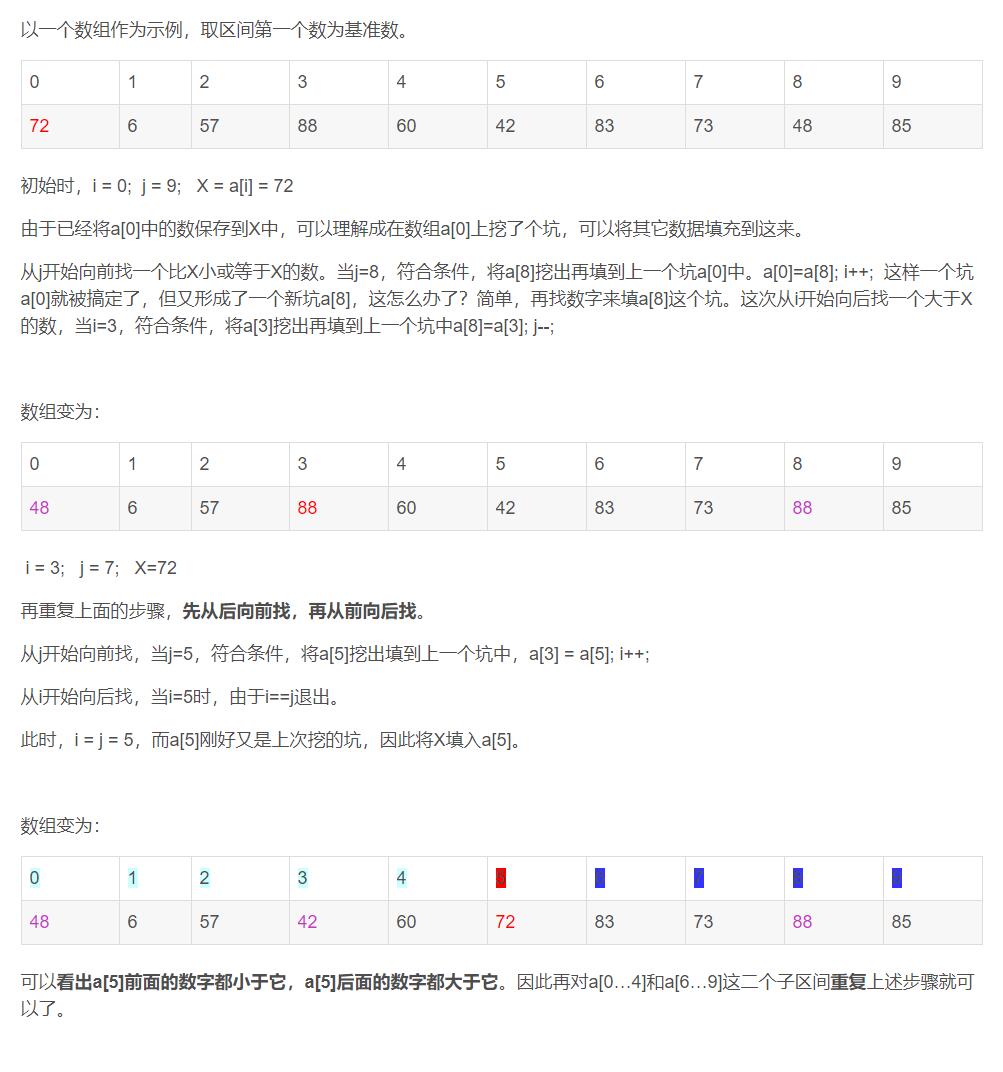 以一个数组作为示例，取区间第一个数为基准数。
0 1 2 3 4 5 6 7 8 9
72 6 57 88 60 42 83 73 48 85
初始时，i = 0;  j = 9;   X = a[i] = 72
由于已经将a[0]中的数保存到X中，可以理解成在数组a[0]上挖了个坑，可以将其它数据填充到这来。
从j开始向前找一个比X小或等于X的数。当j=8，符合条件，将a[8]挖出再填到上一个坑a[0]中。a[0]=a[8]; i++;  这样一个坑
a[0]就被搞定了，但又形成了一个新坑a[8]，这怎么办了？简单，再找数字来填a[8]这个坑。这次从i开始向后找一个大于X
的数，当i=3，符合条件，将a[3]挖出再填到上一个坑中a[8]=a[3]; j--;
数组变为：
0 1 2 3 4 5 6 7 8 9
48 6 57 88 60 42 83 73 88 85
i = 3;   j = 7;   X=72
再重复上面的步骤，先从后向前找，再从前向后找。
从j开始向前找，当j=5，符合条件，将a[5]挖出填到上一个坑中，a[3] = a[5]; i++;
从i开始向后找，当i=5时，由于i==j退出。
此时，i = j = 5，而a[5]刚好又是上次挖的坑，因此将X填入a[5]。
数组变为：
0 1 2 3 4
48 6 57 42 60 72 83 73 88 85
可以看出a[5]前面的数字都小于它，a[5]后面的数字都大于它。因此再对a[0…4]和a[6…9]这二个子区间重复上述步骤就可
以了。